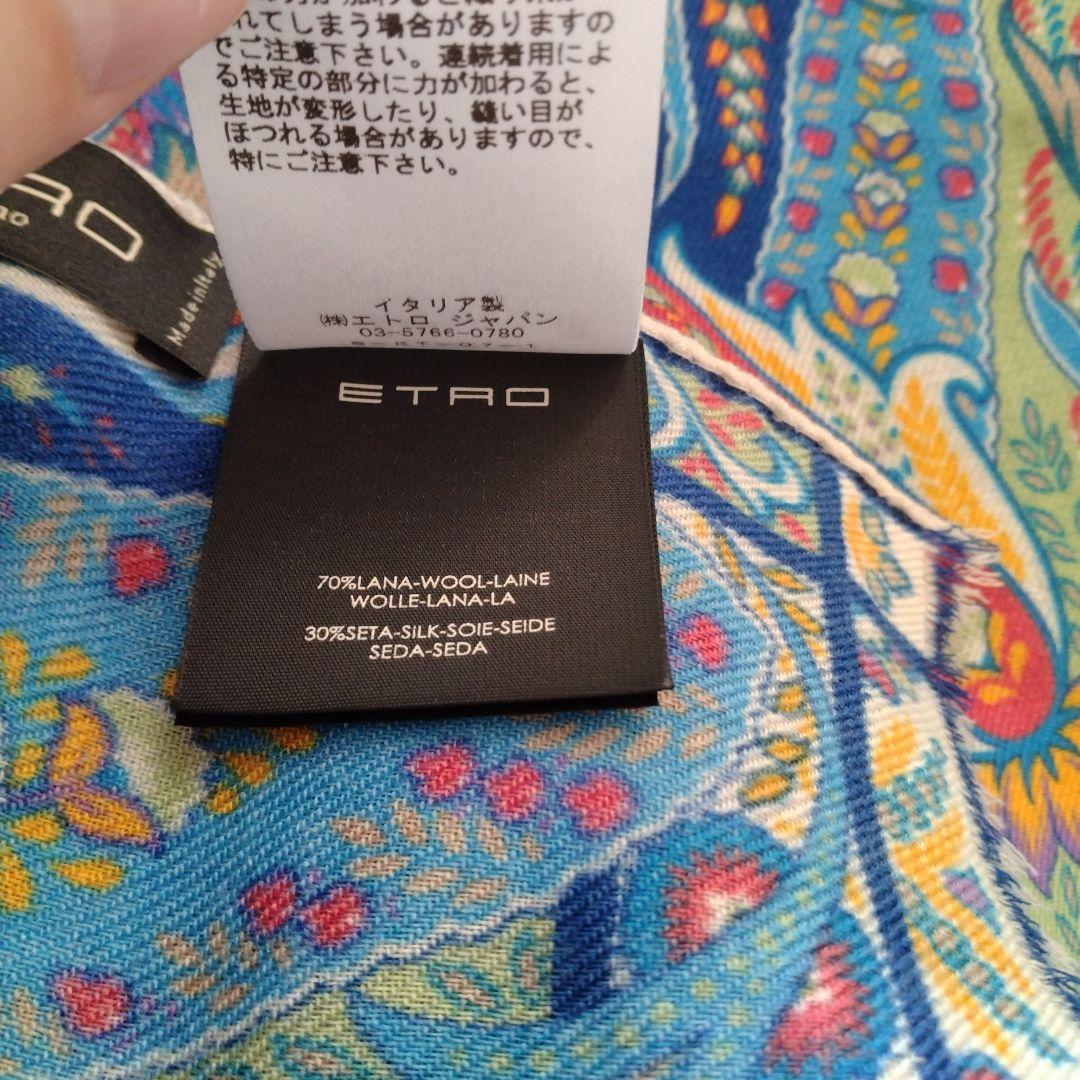 れてしまう場合がありますの
でご注意下さい。連続着用によ
る特定の部分に力が加わると、
生地が変形したり、縫い目が
ほつれる場合がありますので、
特にご注意下さい。
イタリア製
㈱エトロ ジャパン
03-5766-0780
ETRO
70%LANA-WOOL-LAINE
WOLLE-LANA-LA
30%SETA-SILK-SOIE-SEIDE
SEDA-SEDA
Made in Italy